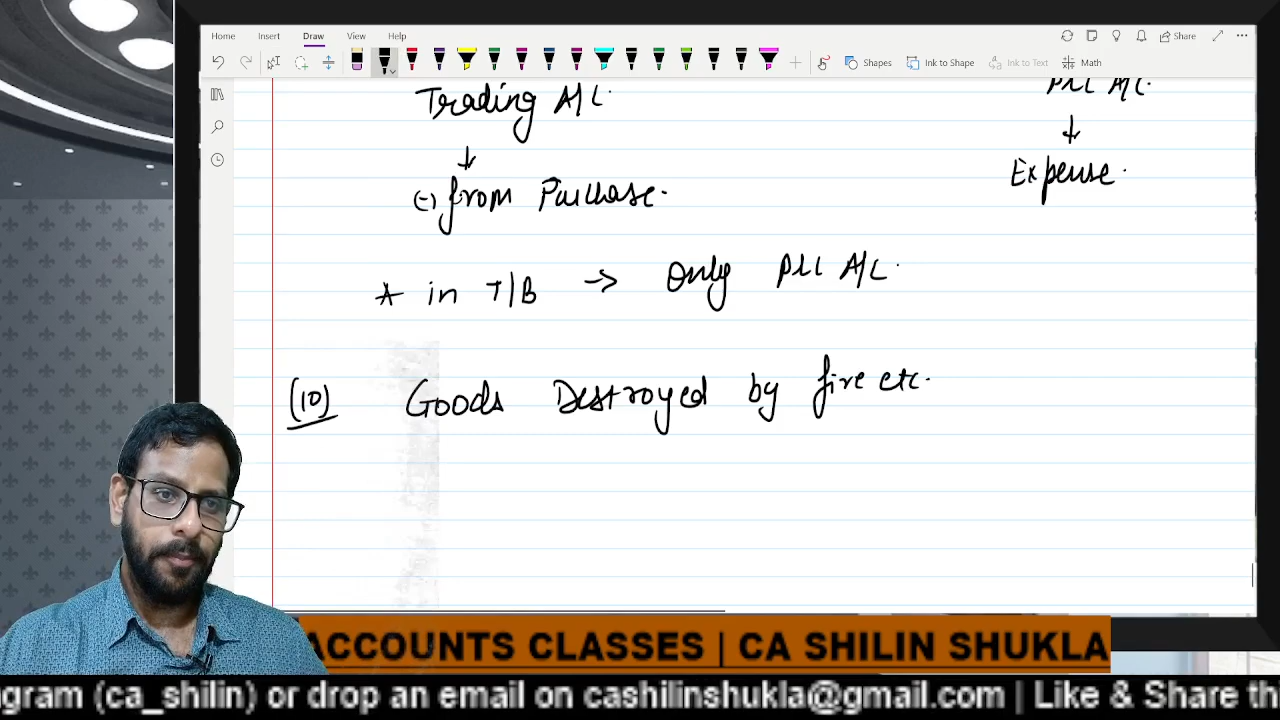 Home Insert Draw View Help Share
Shapes Ink to Shape Ink to Text Math
Trading A/c. P/L A/c.
↓ ↓
(-) from Purchase. Expense.
* in T/B → Only P/L A/c.
(10) Goods Destroyed by fire etc.
ACCOUNTS CLASSES | CA SHILIN SHUKLA
gram (ca_shilin) or drop an email on cashilinshukla@gmail.com | Like & Share th